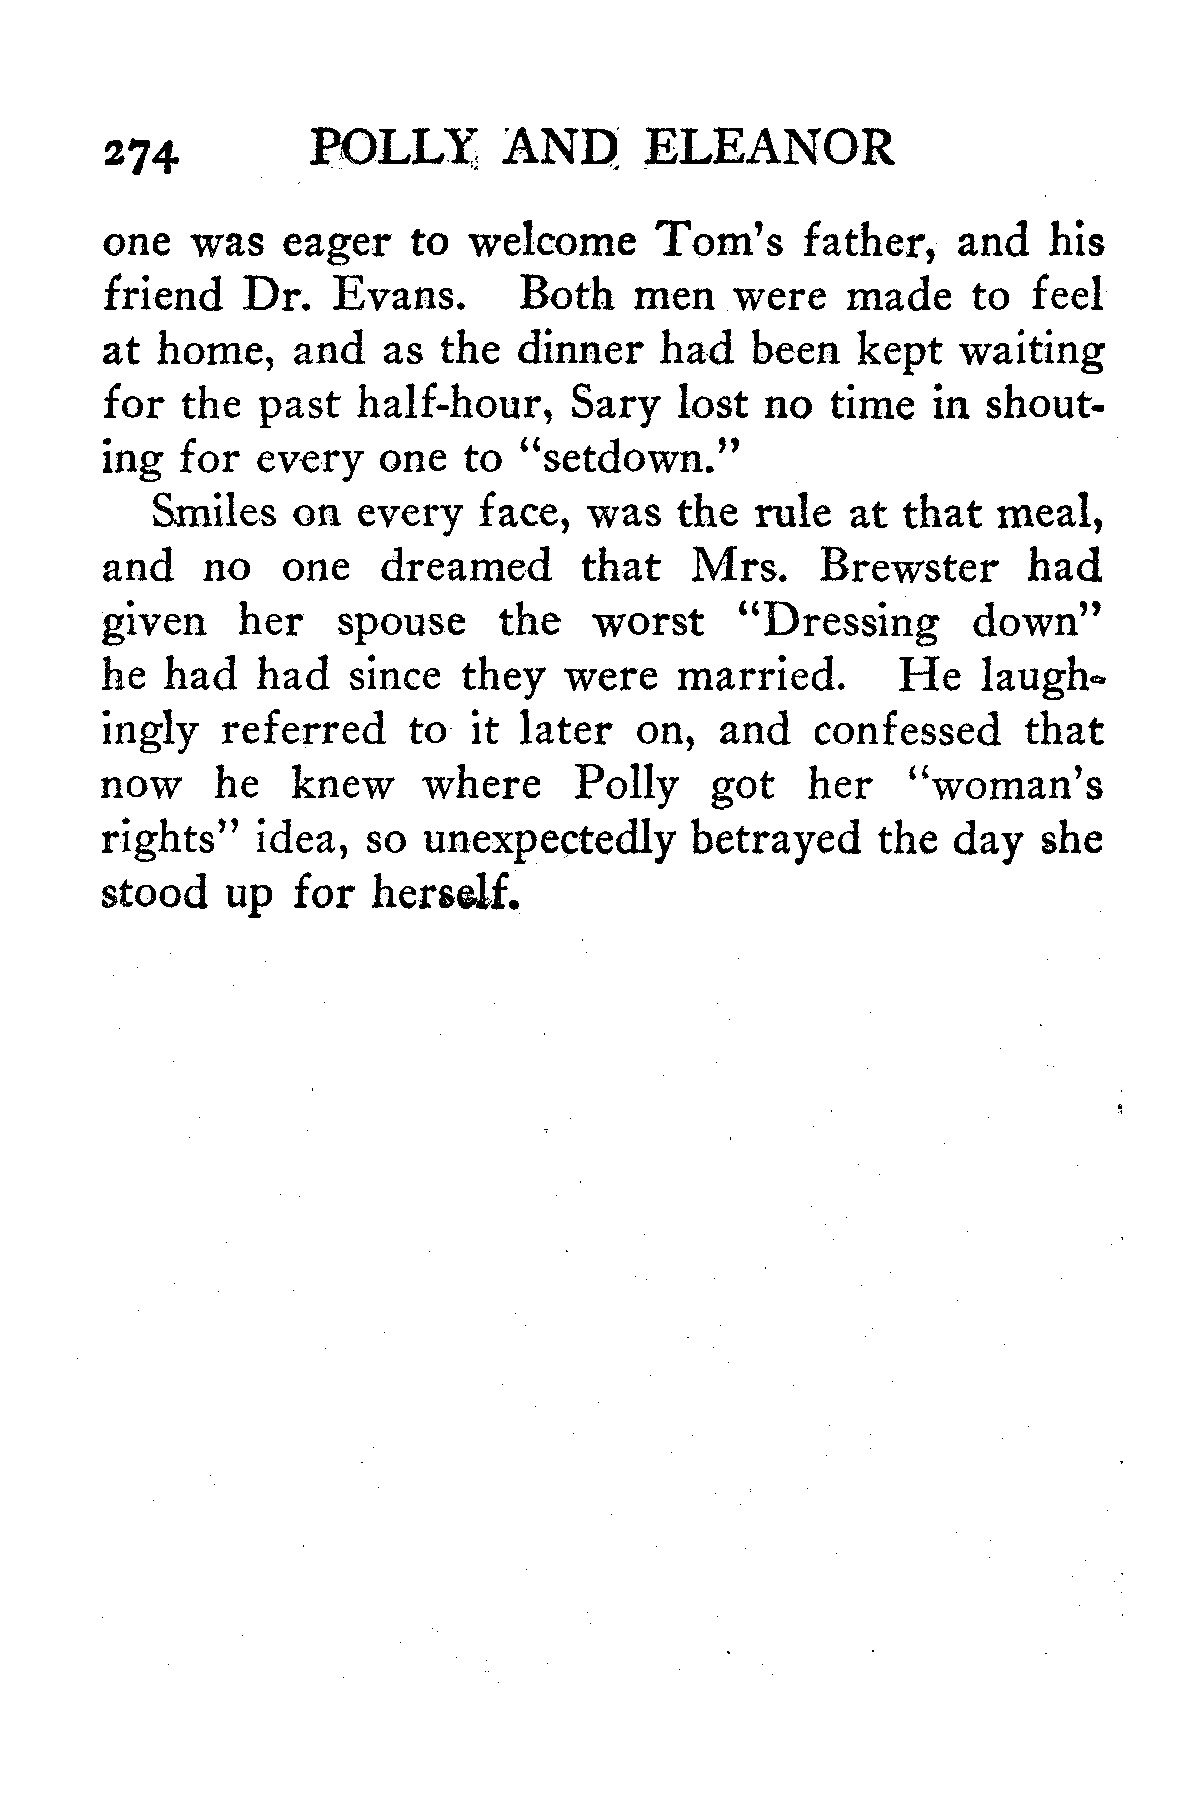 274 POLLY AND ELEANOR
one was eager to welcome Tom's father, and his
friend Dr. Evans. Both men were made to feel
at home, and as the dinner had been kept waiting
for the past half-hour, Sary lost no time in shout-
ing for every one to "setdown."
Smiles on every face, was the rule at that meal,
and no one dreamed that Mrs. Brewster had
given her spouse the worst "Dressing down"
he had had since they were married. He laugh-
ingly referred to it later on, and confessed that
now he knew where Polly got her "woman's
rights" idea, so unexpectedly betrayed the day she
stood up for herself.